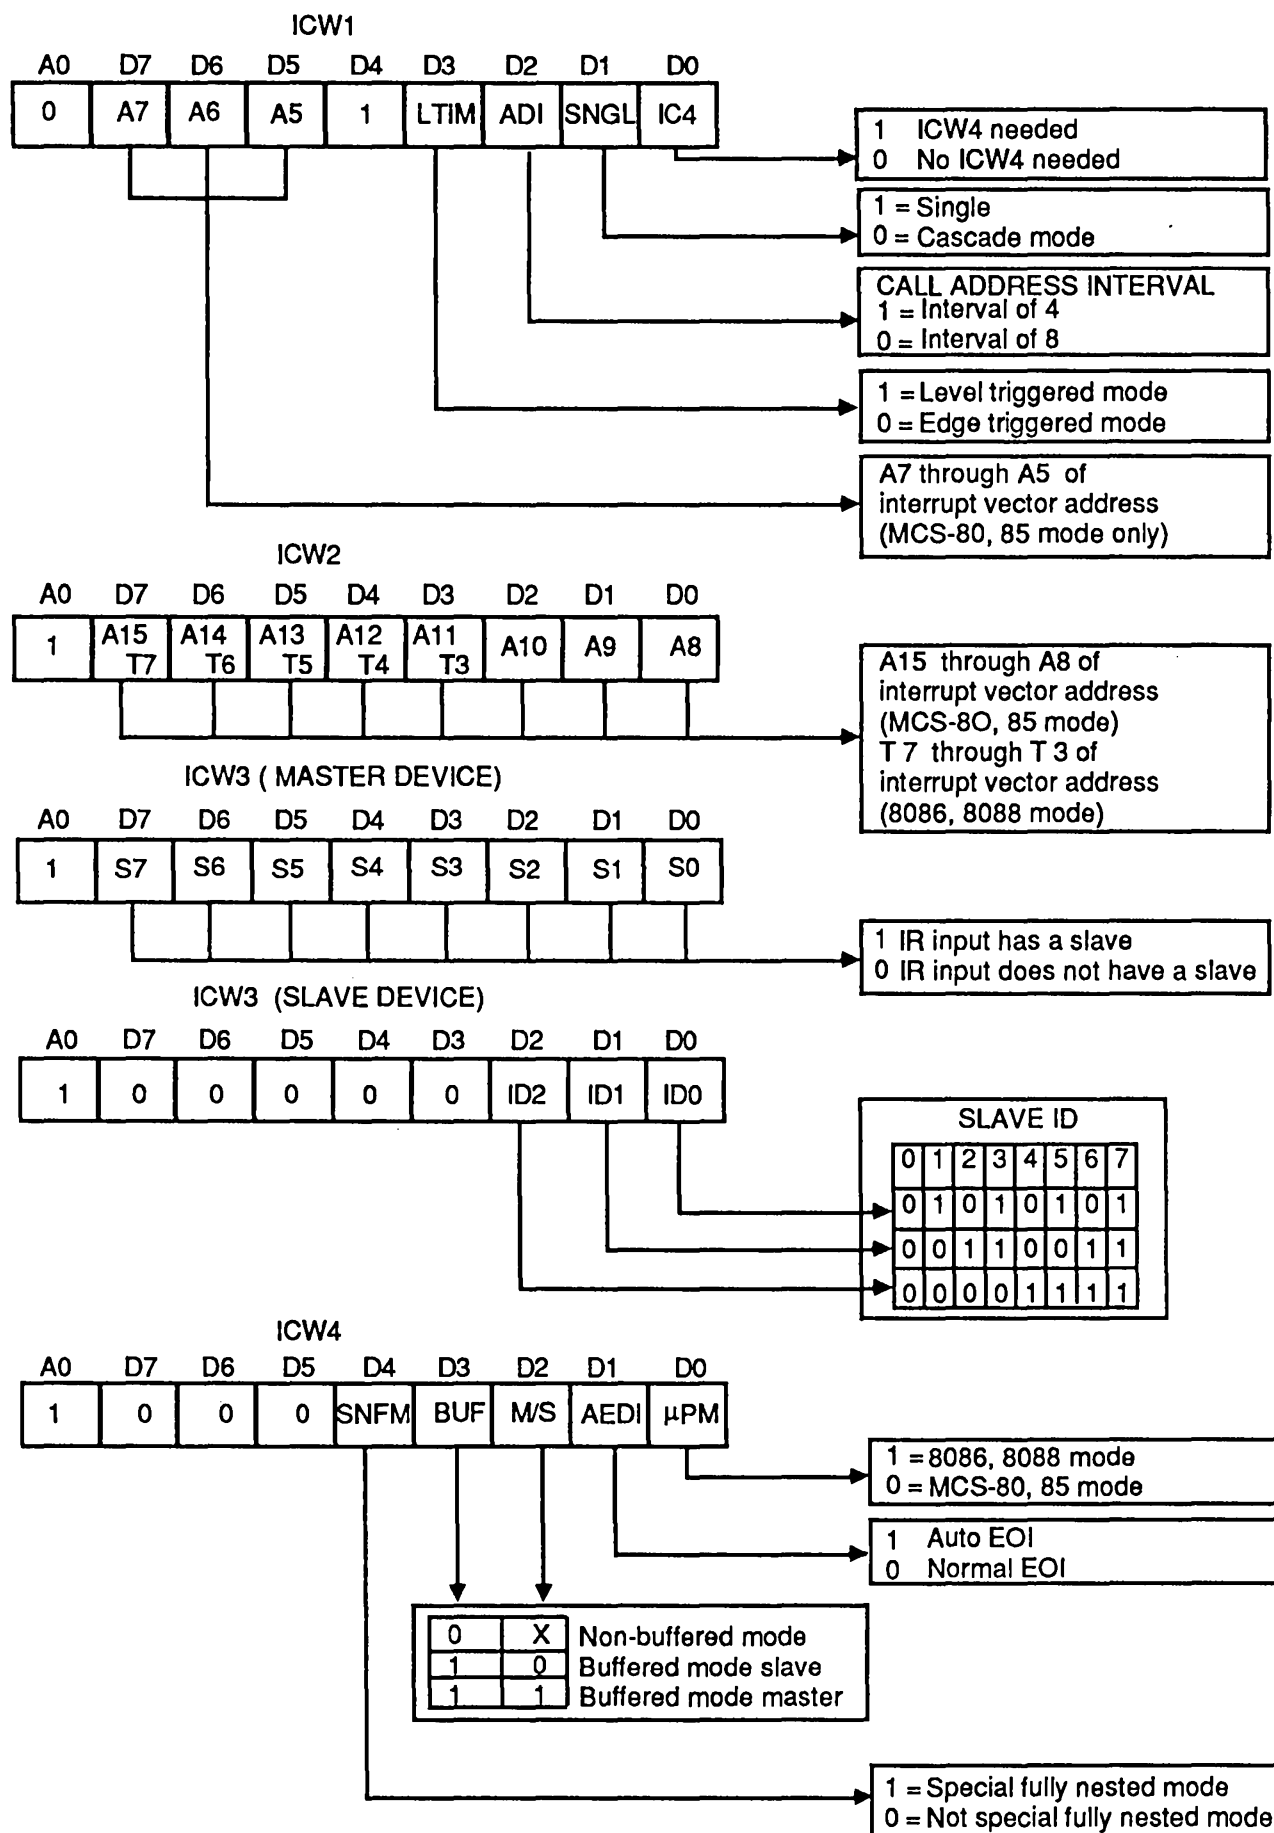 ICW1
A0 D7 D6 D5 D4 D3 D2 D1 D0
0 A7 A6 A5 1 LTIM ADI SNGL IC4
1 ICW4 needed
0 No ICW4 needed
1 = Single
0 = Cascade mode
CALL ADDRESS INTERVAL
1 = Interval of 4
0 = Interval of 8
1 = Level triggered mode
0 = Edge triggered mode
A7 through A5 of
interrupt vector address
(MCS-80, 85 mode only)
ICW2
A0 D7 D6 D5 D4 D3 D2 D1 D0
1 A15 T7 A14 T6 A13 T5 A12 T4 A11 T3 A10 A9 A8
A15 through A8 of
interrupt vector address
(MCS-8O, 85 mode)
T 7 through T 3 of
interrupt vector address
(8086, 8088 mode)
ICW3 ( MASTER DEVICE)
A0 D7 D6 D5 D4 D3 D2 D1 D0
1 S7 S6 S5 S4 S3 S2 S1 S0
1 IR input has a slave
0 IR input does not have a slave
ICW3 (SLAVE DEVICE)
A0 D7 D6 D5 D4 D3 D2 D1 D0
1 0 0 0 0 0 ID2 ID1 ID0
SLAVE ID
0 1 2 3 4 5 6 7
0 1 0 1 0 1 0 1
0 0 1 1 0 0 1 1
0 0 0 0 1 1 1 1
ICW4
A0 D7 D6 D5 D4 D3 D2 D1 D0
1 0 0 0 SNFM BUF M/S AEDI µPM
1 = 8086, 8088 mode
0 = MCS-80, 85 mode
1 Auto EOI
0 Normal EOI
0 X Non-buffered mode
1 0 Buffered mode slave
1 1 Buffered mode master
1 = Special fully nested mode
0 = Not special fully nested mode